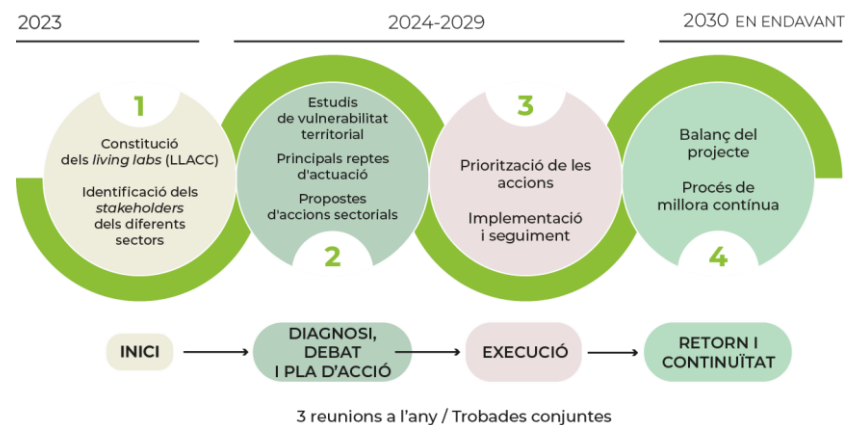 2023
2024-2029
2030 EN ENDAVANT
1
Constitució
dels living labs (LLACC)
Identificació dels
stakeholders
dels diferents
sectors
Estudis
de vulnerabilitat
territorial
Principals reptes
d'actuació
Propostes
d'accions sectorials
2
3
Priorització de les
accions
Implementació
i seguiment
Balanç del
projecte
Procés de
millora contínua
4
INICI
DIAGNOSI,
DEBAT
I PLA D'ACCIÓ
EXECUCIÓ
RETORN I
CONTINUÏTAT
3 reunions a l'any / Trobades conjuntes